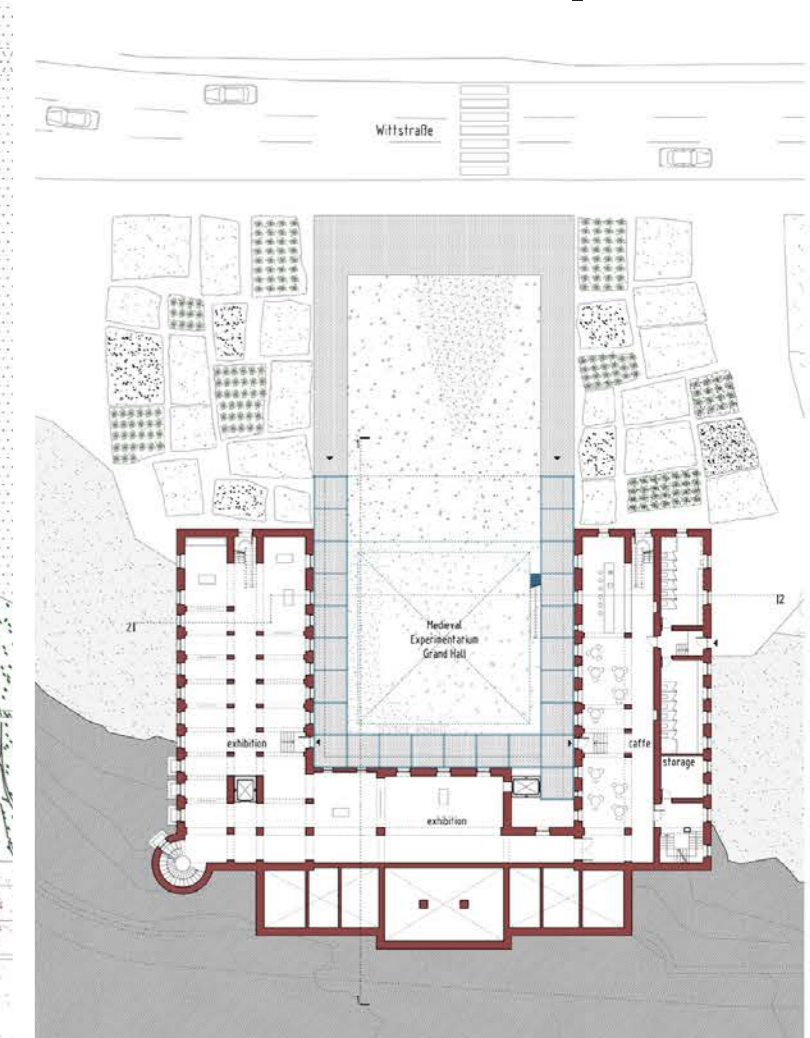 Wittstraße
12
21
Medieval
Experimentarium
Grand Hall
exhibition
caffe
storage
exhibition